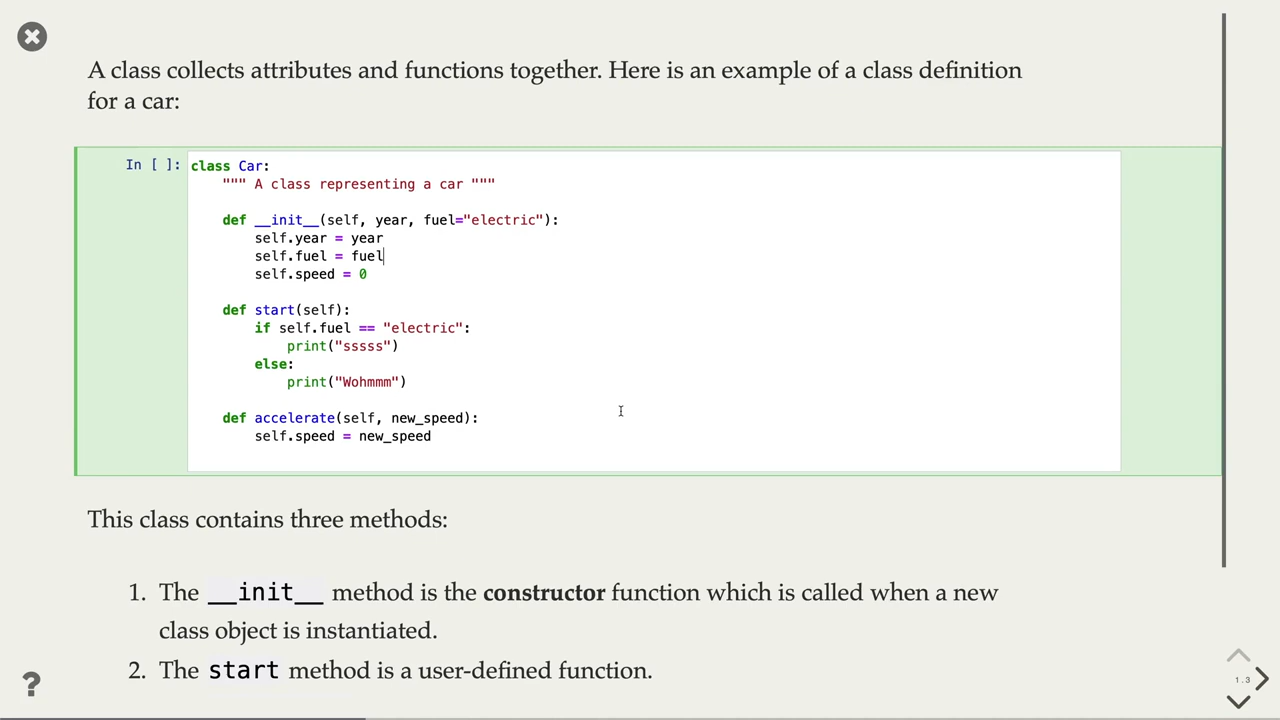 A class collects attributes and functions together. Here is an example of a class definition
for a car:
In [ ]: class Car:
    """ A class representing a car """

    def __init__(self, year, fuel="electric"):
        self.year = year
        self.fuel = fuel
        self.speed = 0

    def start(self):
        if self.fuel == "electric":
            print("sssss")
        else:
            print("Wohmmm")

    def accelerate(self, new_speed):
        self.speed = new_speed
This class contains three methods:
1. The __init__ method is the constructor function which is called when a new
class object is instantiated.
2. The start method is a user-defined function.
?
1.3